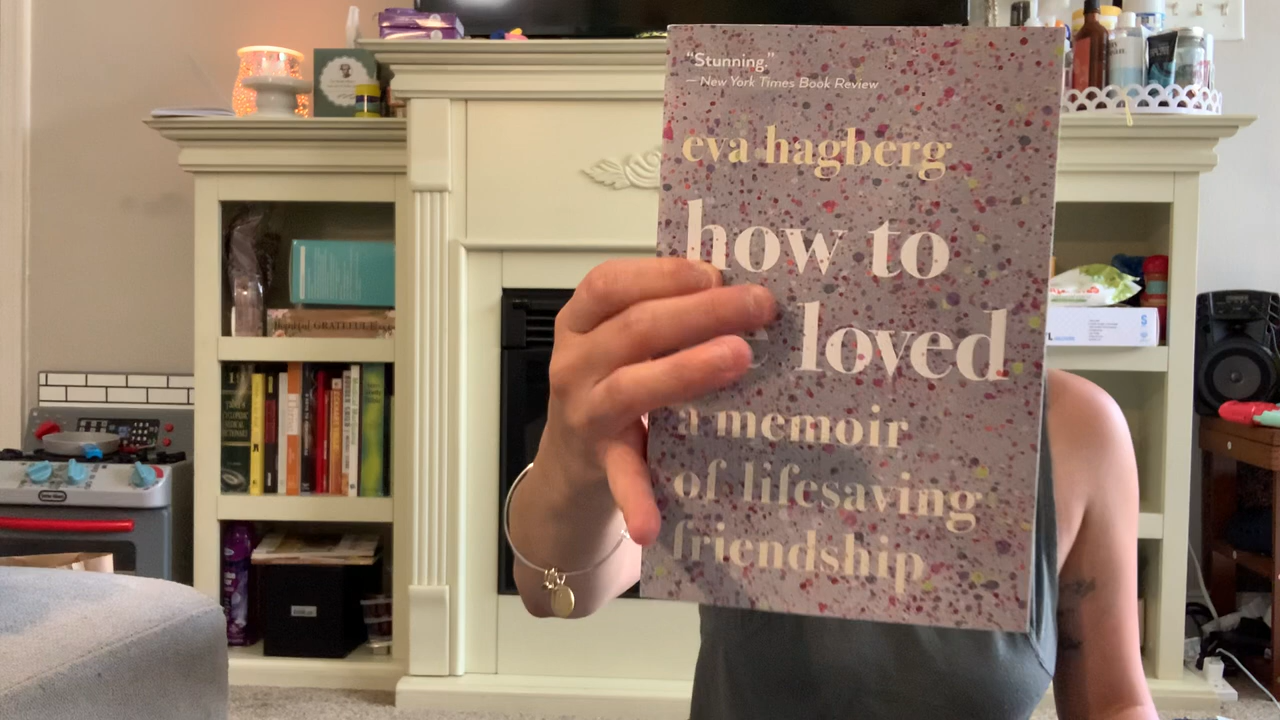 "Stunning."
— New York Times Book Review
eva hagberg
how to
loved
a memoir
of lifesaving
friendship